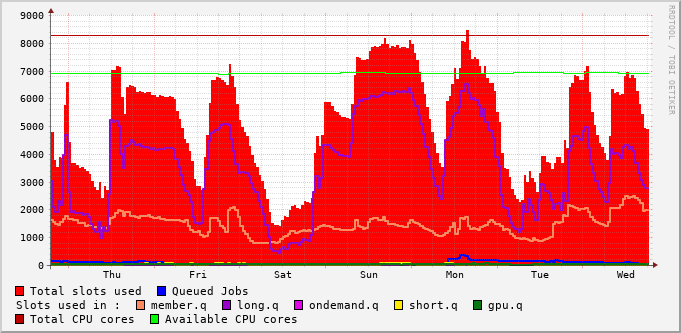 9000
8000
7000
6000
5000
4000
3000
2000
1000
0
Thu Fri Sat Sun Mon Tue Wed
RRDTOOL / TOBI OETIKER
Total slots used Queued Jobs
Slots used in : member.q long.q ondemand.q short.q gpu.q
Total CPU cores Available CPU cores